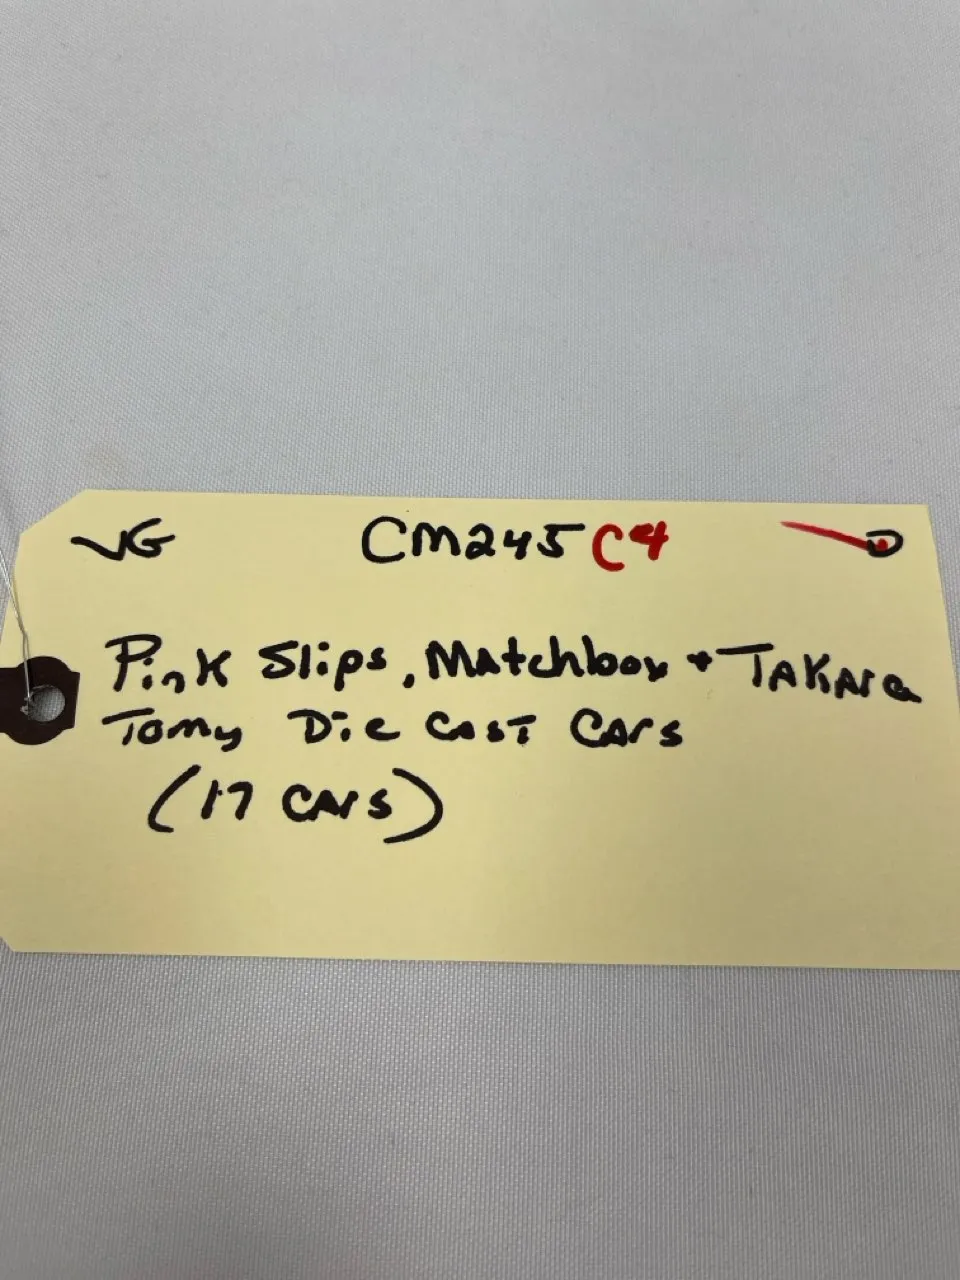 VG CM245 C4 D
Pink Slips, Matchbox + TAKARA
Tomy Die Cast Cars
(17 CARS)